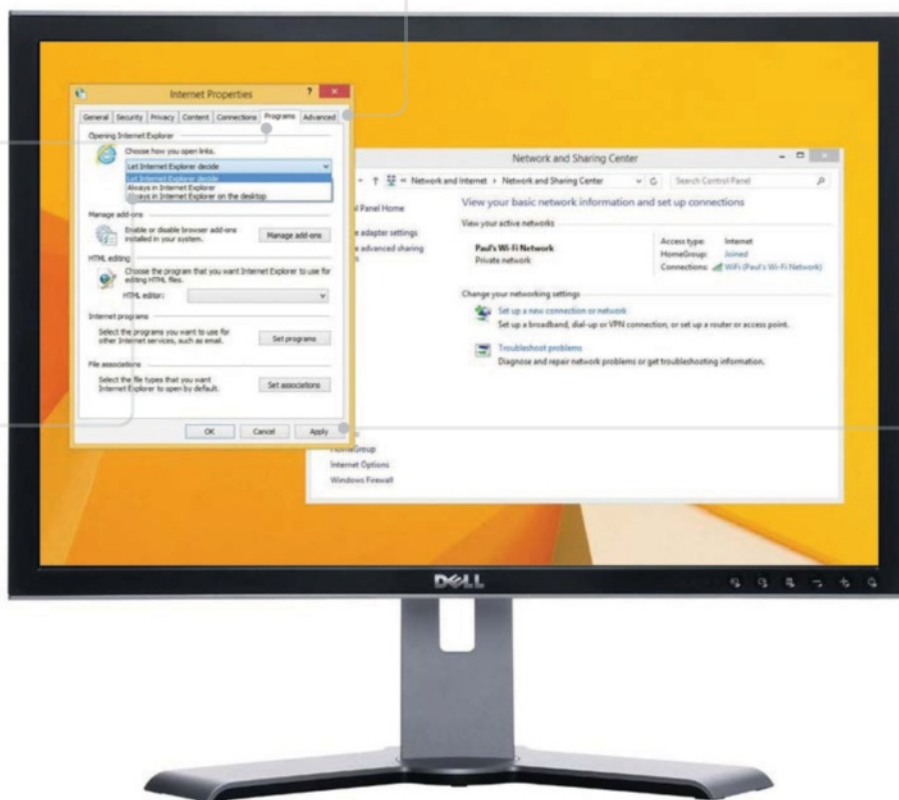 Internet Properties
?
General Security Privacy Content Connections Programs Advanced
Opening Internet Explorer
Choose how you open links.
Let Internet Explorer decide
Let Internet Explorer decide
Always in Internet Explorer
in Internet Explorer on the desktop
Manage add-ons
Enable or disable browser add-ons
installed in your system.
Manage add-ons
HTML editing
Choose the program that you want Internet Explorer to use for
editing HTML files.
HTML editor:
Internet programs
Select the programs you want to use for
other Internet services, such as email.
Set programs
File associations
Select the file types that you want
Internet Explorer to open by default.
Set associations
OK Cancel Apply
Network and Sharing Center
Network and Internet Network and Sharing Center
Search Control Panel
Panel Home
adapter settings
advanced sharing
View your basic network information and set up connections
View your active networks
Paul's Wi-Fi Network
Private network
Access type: Internet
HomeGroup: Joined
Connections: WiFi (Paul's Wi-Fi Network)
Change your networking settings
Set up a new connection or network
Set up a broadband, dial-up or VPN connection, or set up a router or access point.
Troubleshoot problems
Diagnose and repair network problems or get troubleshooting information.
HomeGroup
Internet Options
Windows Firewall
DELL